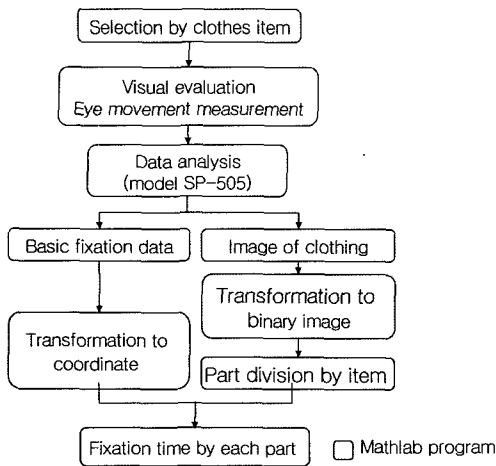 Selection by clothes item
Visual evaluation
Eye movement measurement
Data analysis
(model SP-505)
Basic fixation data
Image of clothing
Transformation to
binary image
Transformation to
coordinate
Part division by item
Fixation time by each part
Mathlab program